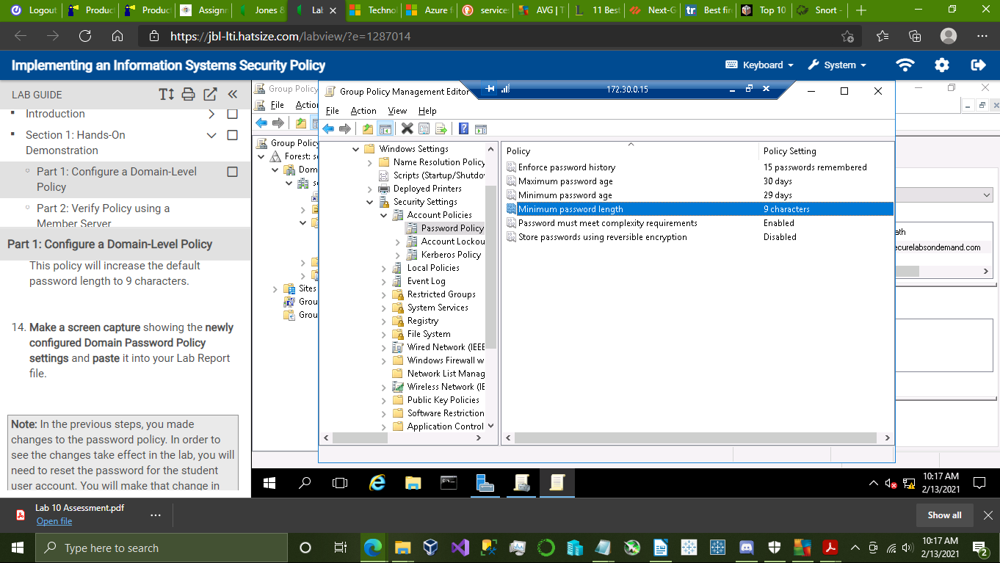 Logout
Product
Product
Assignr
Jones &
Lab
Technol
Azure f
services
AVG | T
11 Best
Next-G
Best fire
Top 10
Snort -
https://jbl-lti.hatsize.com/labview/?e=1287014
Implementing an Information Systems Security Policy
Keyboard
System
LAB GUIDE
Introduction
Section 1: Hands-On
Demonstration
Part 1: Configure a Domain-Level
Policy
Part 2: Verify Policy using a
Member Server
Part 1: Configure a Domain-Level Policy
This policy will increase the default
password length to 9 characters.
14. Make a screen capture showing the newly
configured Domain Password Policy
settings and paste it into your Lab Report
file.
Note: In the previous steps, you made
changes to the password policy. In order to
see the changes take effect in the lab, you will
need to reset the password for the student
user account. You will make that change in
Group Policy
File Action
Group Policy
Forest: se
Dom
Sites
Grou
Grou
172.30.0.15
Group Policy Management Editor
File Action View Help
Windows Settings
Name Resolution Policy
Scripts (Startup/Shutdo
Deployed Printers
Security Settings
Account Policies
Password Policy
Account Lockou
Kerberos Policy
Local Policies
Event Log
Restricted Groups
System Services
Registry
File System
Wired Network (IEEE
Windows Firewall w
Network List Manag
Wireless Network (IE
Public Key Policies
Software Restriction
Application Control
Policy Policy Setting
Enforce password history 15 passwords remembered
Maximum password age 30 days
Minimum password age 29 days
Minimum password length 9 characters
Password must meet complexity requirements Enabled
Store passwords using reversible encryption Disabled
ath
ecurelabsondemand.com
10:17 AM
2/13/2021
Lab 10 Assessment.pdf
Open file
Show all
Type here to search
10:17 AM
2/13/2021
2